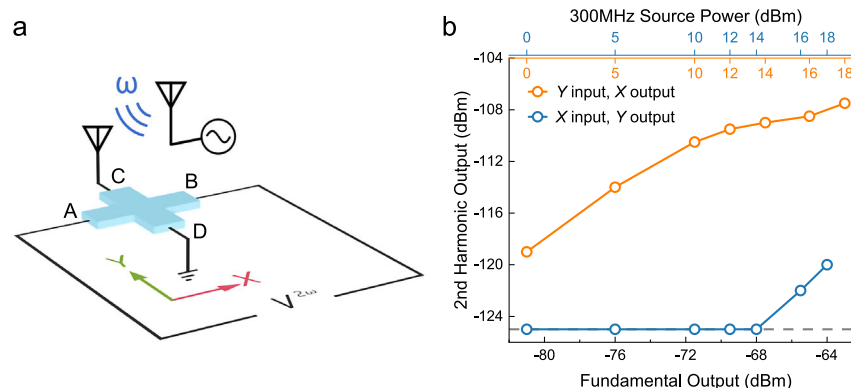 a
ω
C
B
A
D
Y
X
V²ω
b
300MHz Source Power (dBm)
0 5 10 12 14 16 18
0 5 10 12 14 16 18
-104
-108
-112
-116
-120
-124
Y input, X output
X input, Y output
2nd Harmonic Output (dBm)
-80 -76 -72 -68 -64
Fundamental Output (dBm)